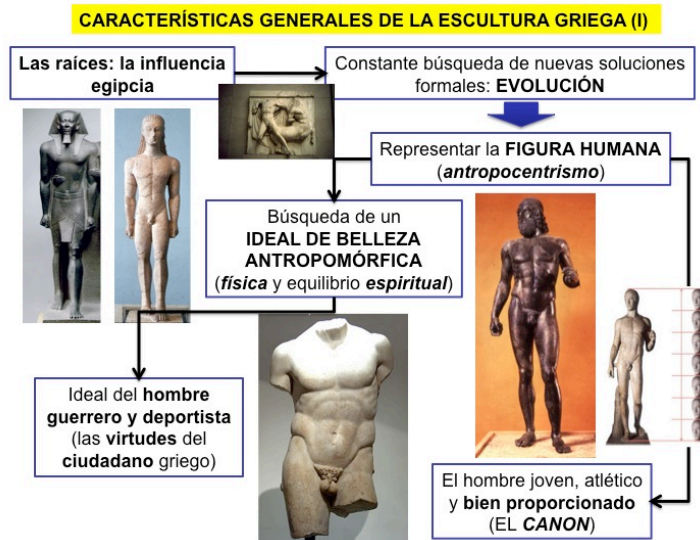 CARACTERÍSTICAS GENERALES DE LA ESCULTURA GRIEGA (I)
Las raíces: la influencia
egipcia
Constante búsqueda de nuevas soluciones
formales: EVOLUCIÓN
Representar la FIGURA HUMANA
(antropocentrismo)
Búsqueda de un
IDEAL DE BELLEZA
ANTROPOMÓRFICA
(física y equilibrio espiritual)
Ideal del hombre
guerrero y deportista
(las virtudes del
ciudadano griego)
El hombre joven, atlético
y bien proporcionado
(EL CANON)